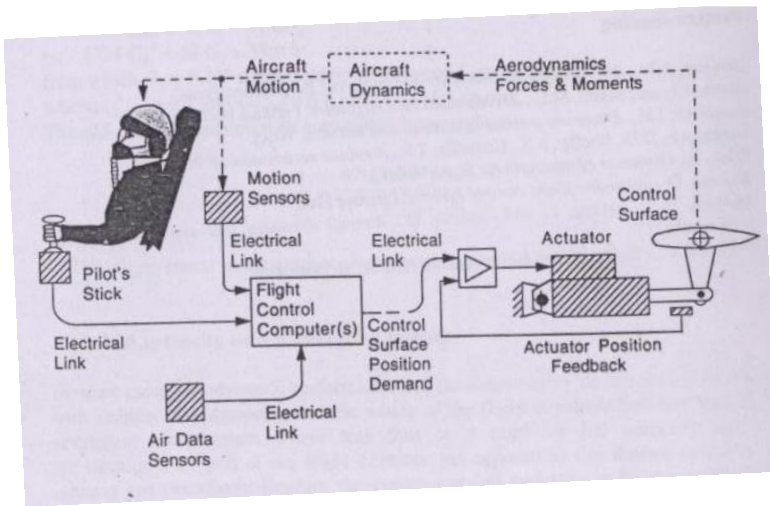 Aircraft
Motion
Aircraft
Dynamics
Aerodynamics
Forces & Moments
Motion
Sensors
Control
Surface
Pilot's
Stick
Electrical
Link
Electrical
Link
Actuator
Flight
Control
Computer(s)
Control
Surface
Position
Demand
Electrical
Link
Actuator Position
Feedback
Air Data
Sensors
Electrical
Link